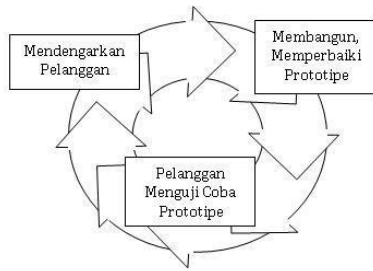 Mendengarkan
Pelanggan
Membangun,
Memperbaiki
Prototipe
Pelanggan
Menguji Coba
Prototipe